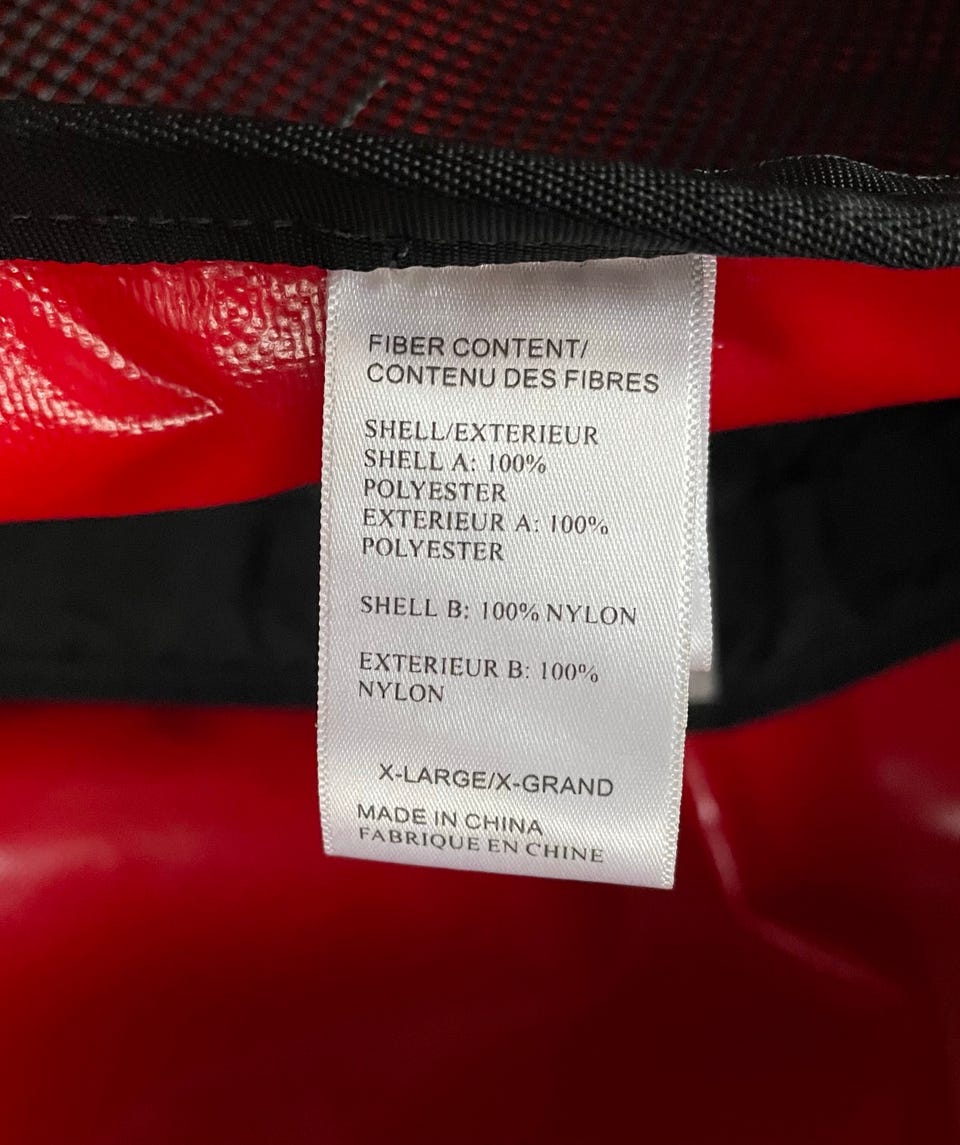 FIBER CONTENT/
CONTENU DES FIBRES
SHELL/EXTERIEUR
SHELL A: 100%
POLYESTER
EXTERIEUR A: 100%
POLYESTER
SHELL B: 100% NYLON
EXTERIEUR B: 100%
NYLON
X-LARGE/X-GRAND
MADE IN CHINA
FABRIQUE EN CHINE